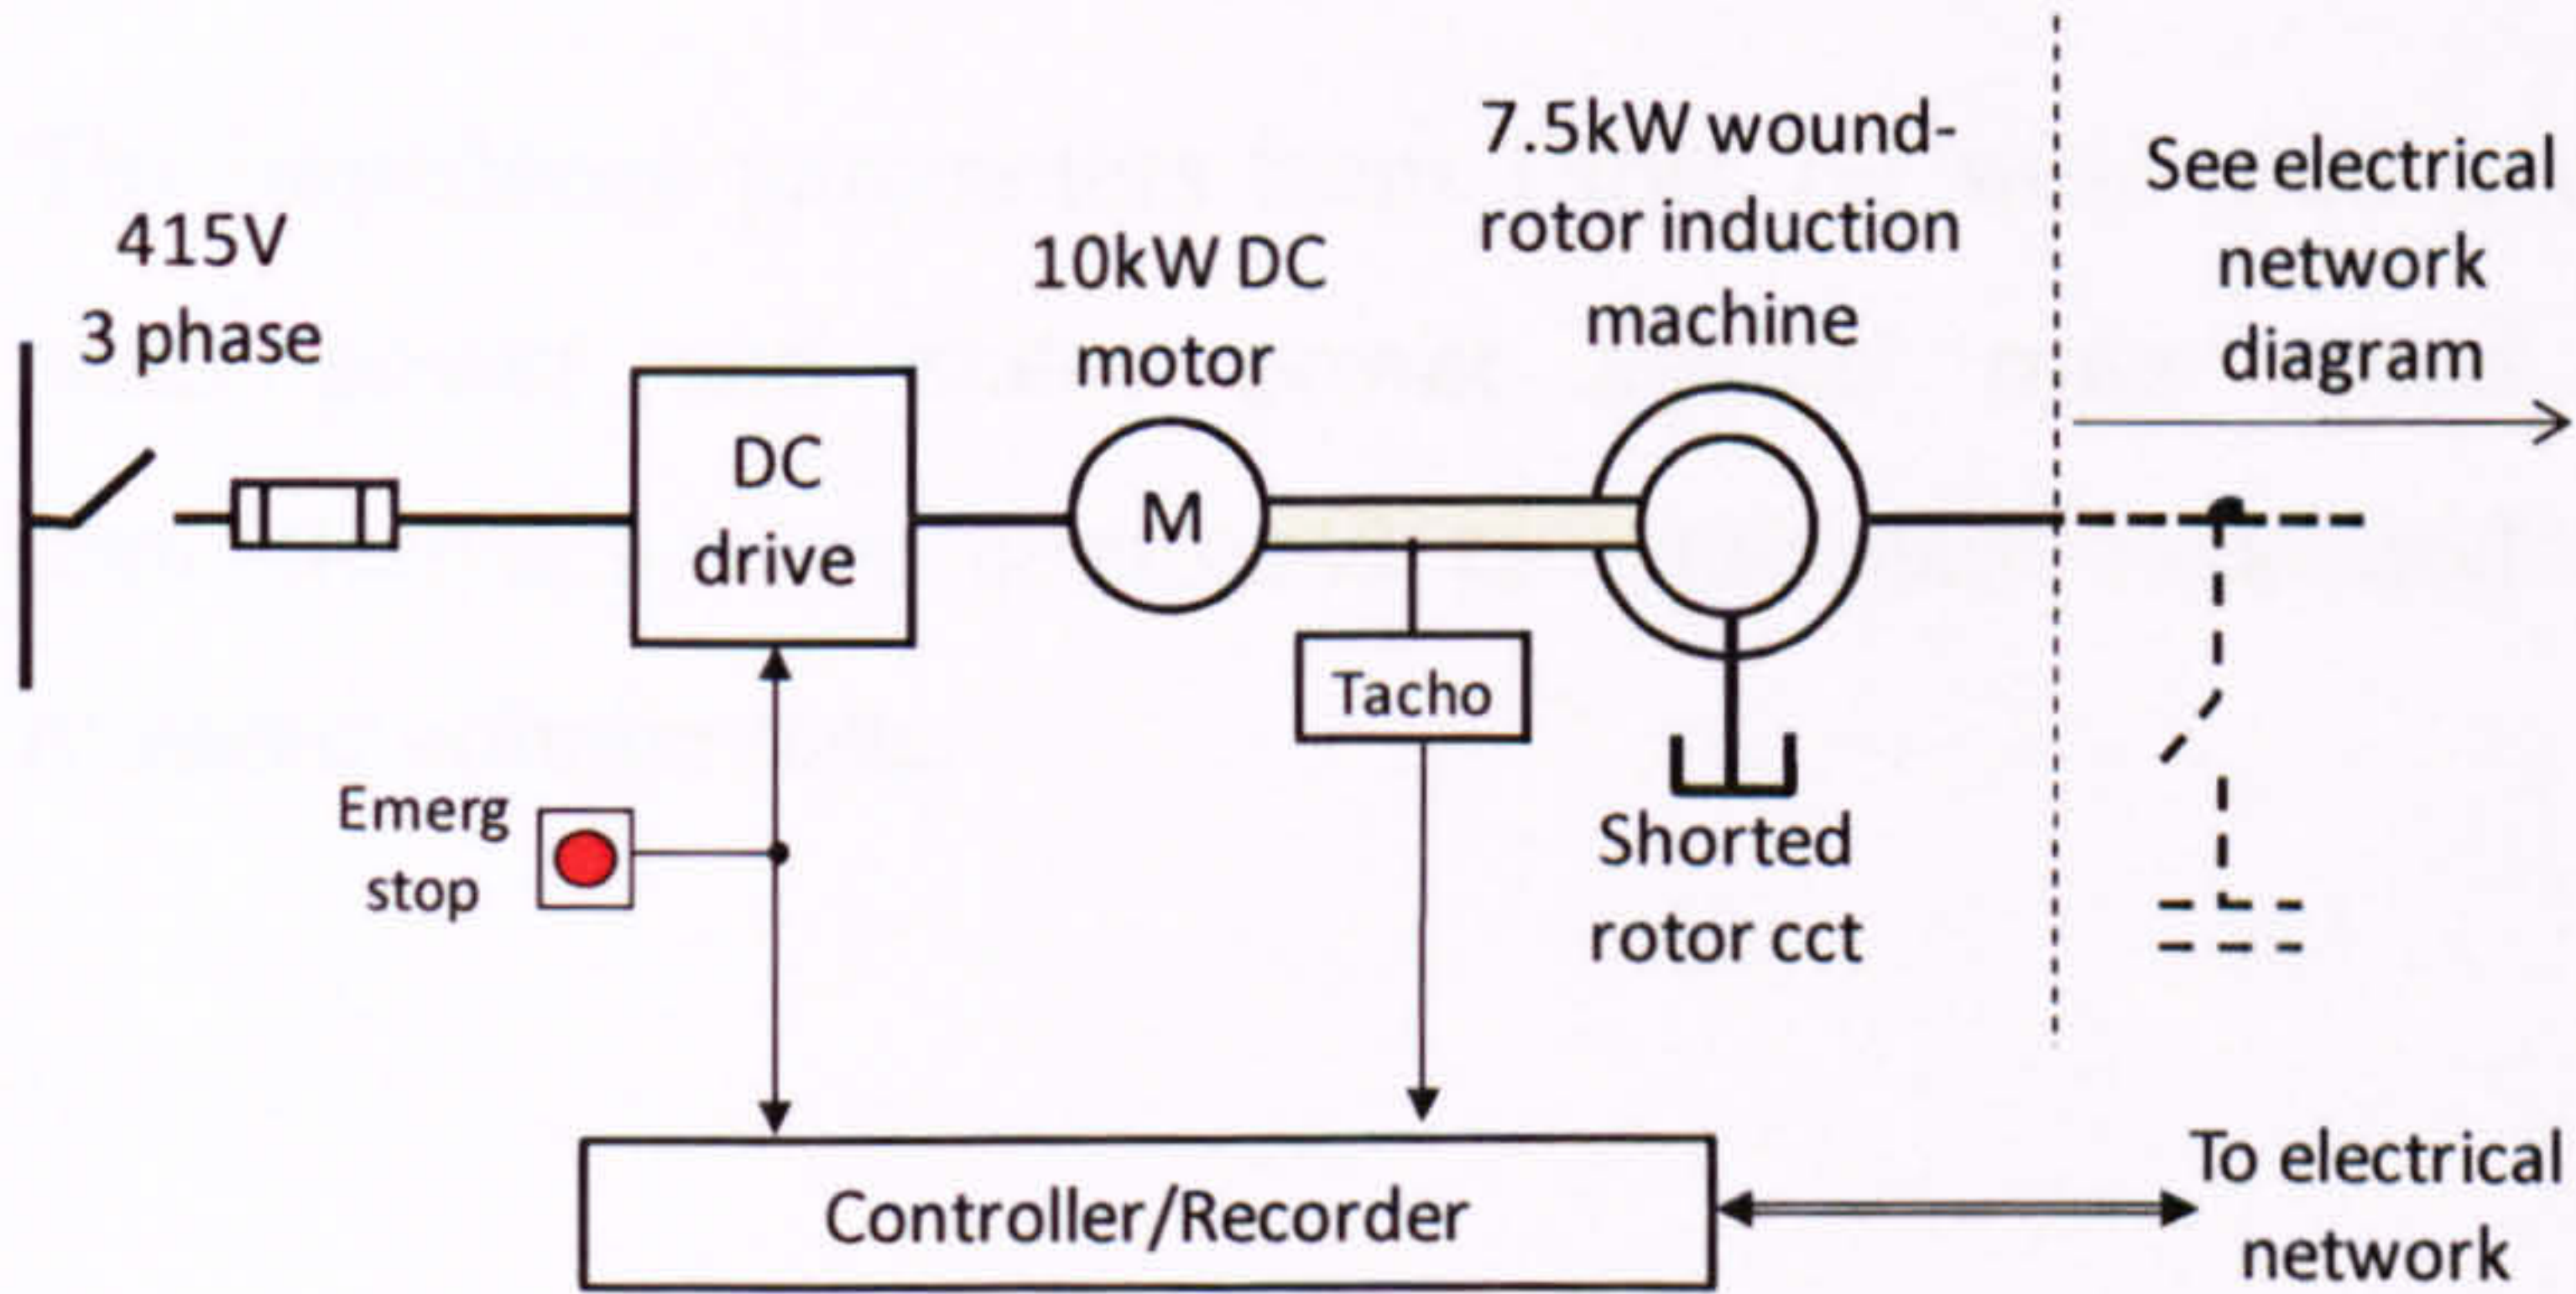 415V
3 phase
DC
drive
10kW DC
motor
M
7.5kW wound-
rotor induction
machine
See electrical
network
diagram
Tacho
Emerg
stop
Shorted
rotor cct
Controller/Recorder
To electrical
network